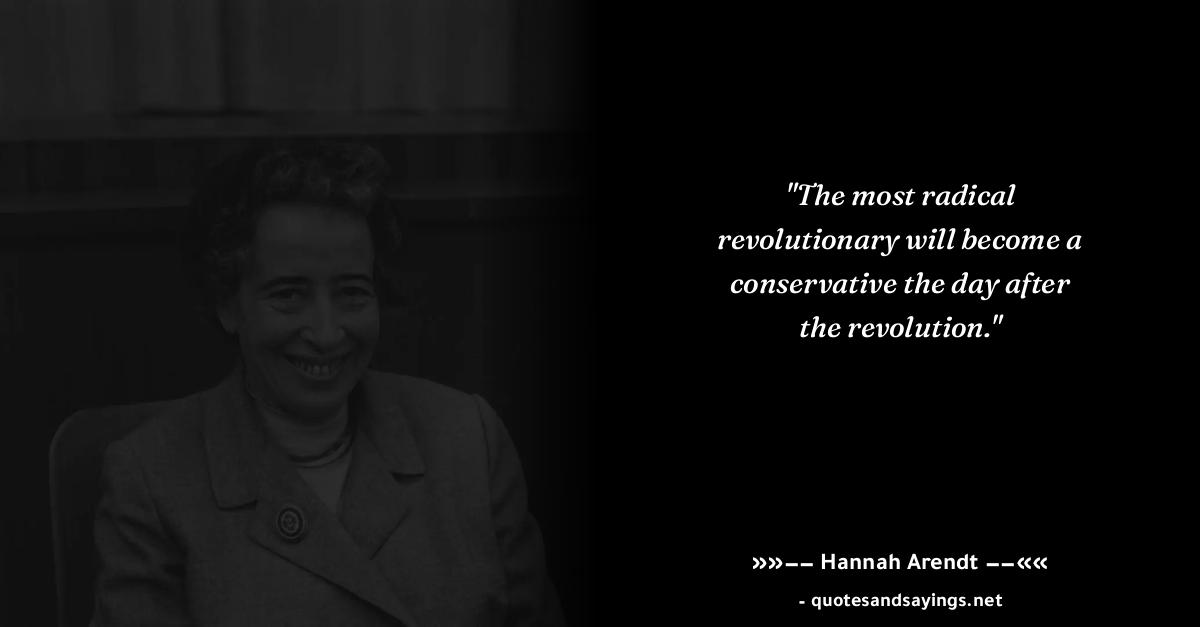 "The most radical
revolutionary will become a
conservative the day after
the revolution."
»»−− Hannah Arendt −−««
- quotesandsayings.net